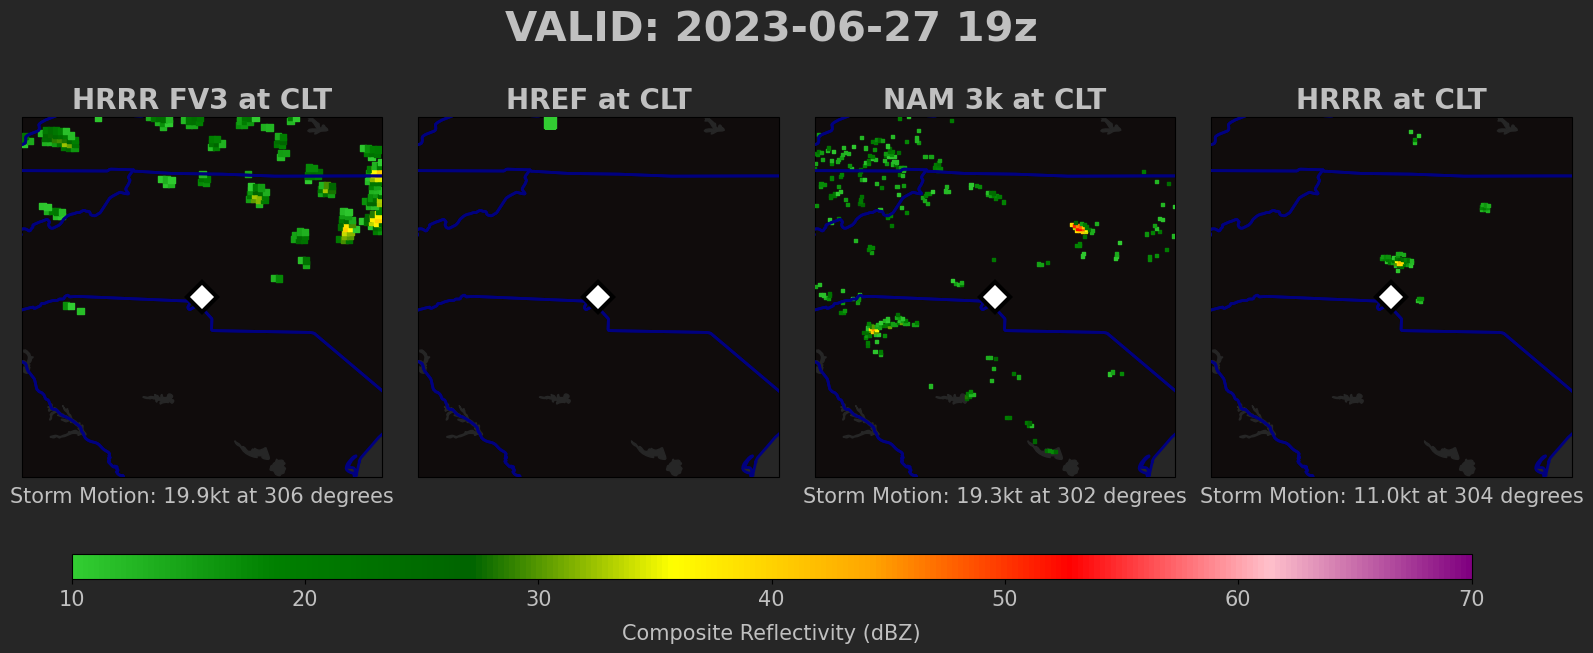 VALID: 2023-06-27 19z
HRRR FV3 at CLT
HREF at CLT
NAM 3k at CLT
HRRR at CLT
Storm Motion: 19.9kt at 306 degrees
Storm Motion: 19.3kt at 302 degrees
Storm Motion: 11.0kt at 304 degrees
10 20 30 40 50 60 70
Composite Reflectivity (dBZ)